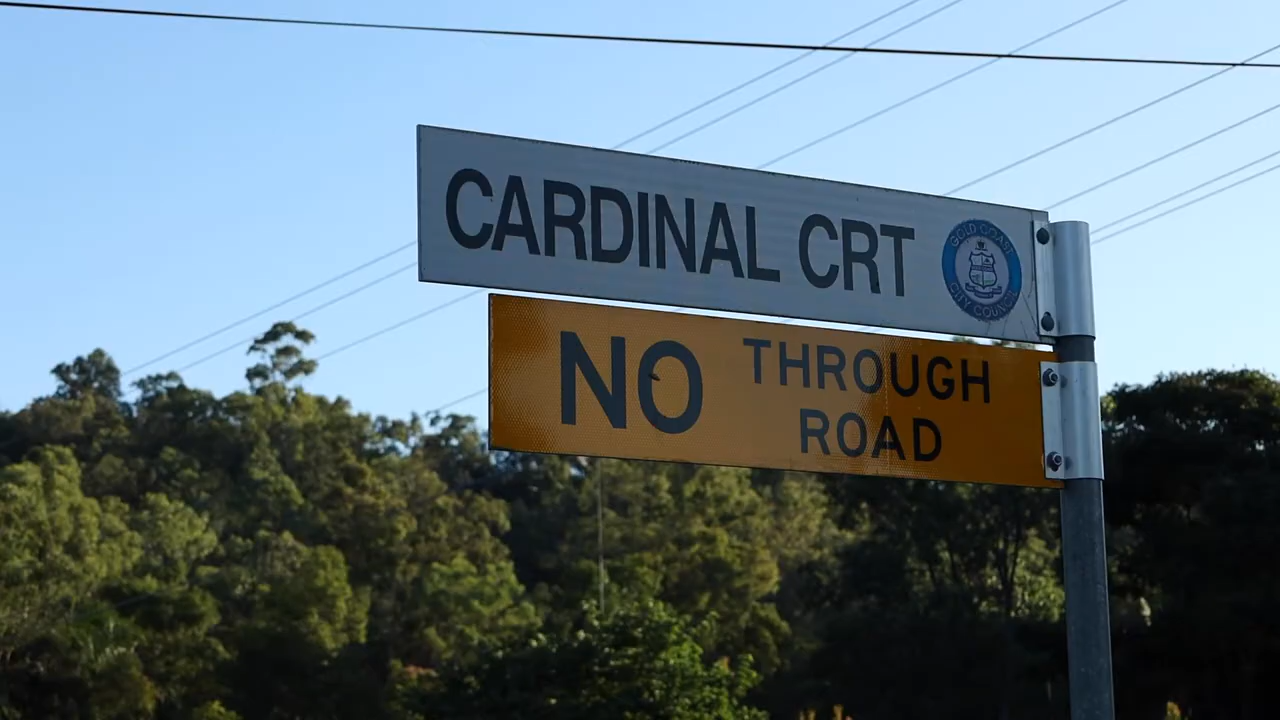 CARDINAL CRT
GOLD COAST
CITY COUNCIL
NO THROUGH
ROAD